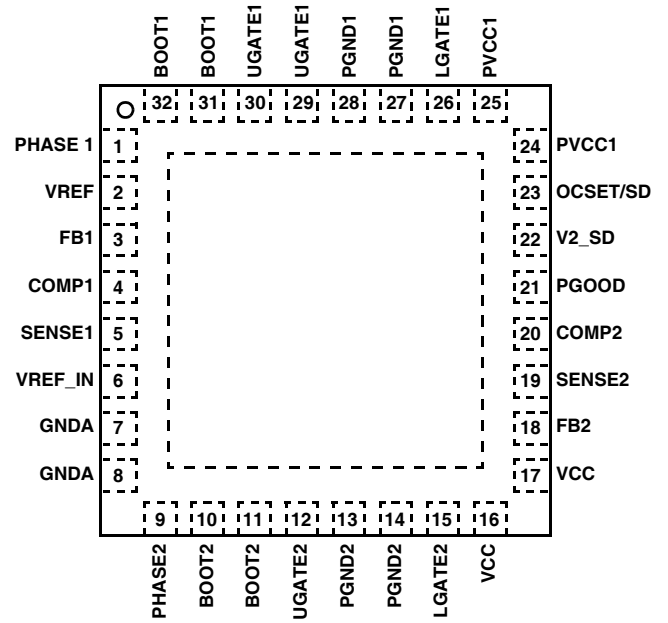 BOOT1
BOOT1
UGATE1
UGATE1
PGND1
PGND1
LGATE1
PVCC1
32 31 30 29 28 27 26 25
PHASE 1 1
VREF 2
FB1 3
COMP1 4
SENSE1 5
VREF_IN 6
GNDA 7
GNDA 8
24 PVCC1
23 OCSET/SD
22 V2_SD
21 PGOOD
20 COMP2
19 SENSE2
18 FB2
17 VCC
9 10 11 12 13 14 15 16
PHASE2
BOOT2
BOOT2
UGATE2
PGND2
PGND2
LGATE2
VCC